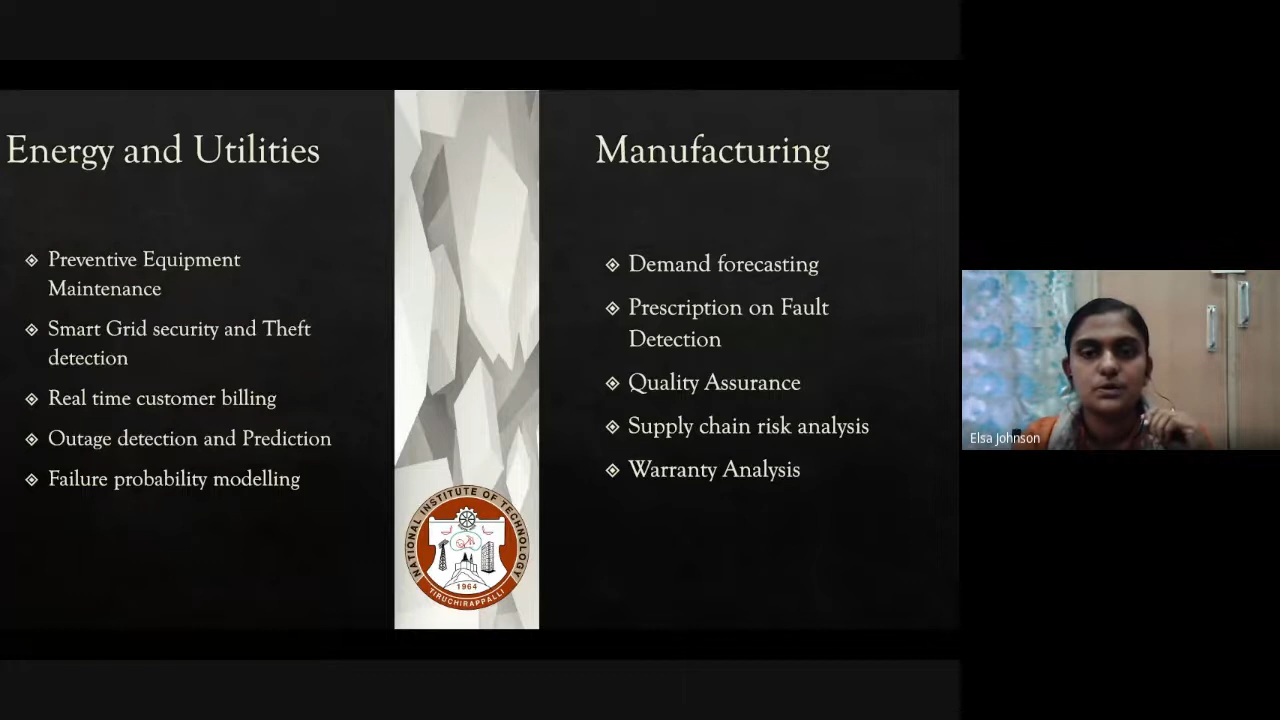 Energy and Utilities
Preventive Equipment
Maintenance
Smart Grid security and Theft
detection
Real time customer billing
Outage detection and Prediction
Failure probability modelling
NATIONAL INSTITUTE OF TECHNOLOGY
1964
TIRUCHIRAPPALLI
Manufacturing
Demand forecasting
Prescription on Fault
Detection
Quality Assurance
Supply chain risk analysis
Warranty Analysis
Elsa Johnson